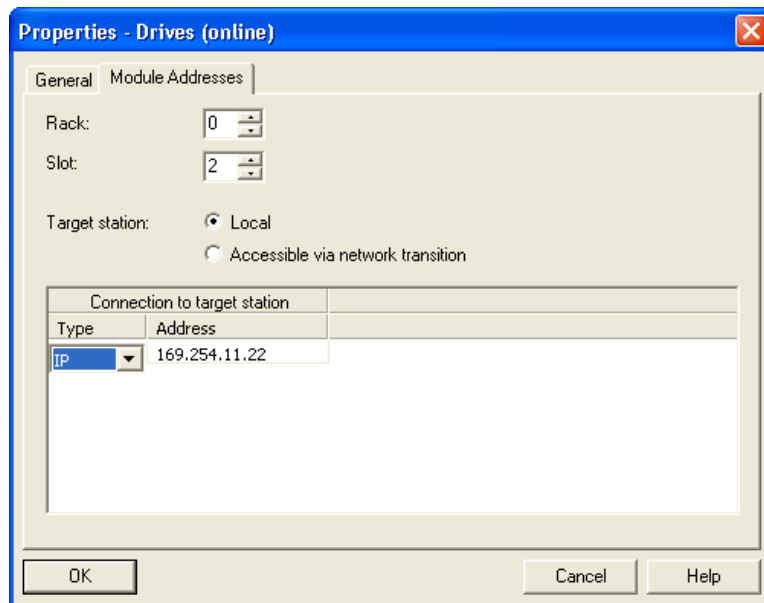 Properties - Drives (online)
General Module Addresses
Rack: 0
Slot: 2
Target station: Local
Accessible via network transition
Connection to target station
Type Address
IP 169.254.11.22
OK Cancel Help